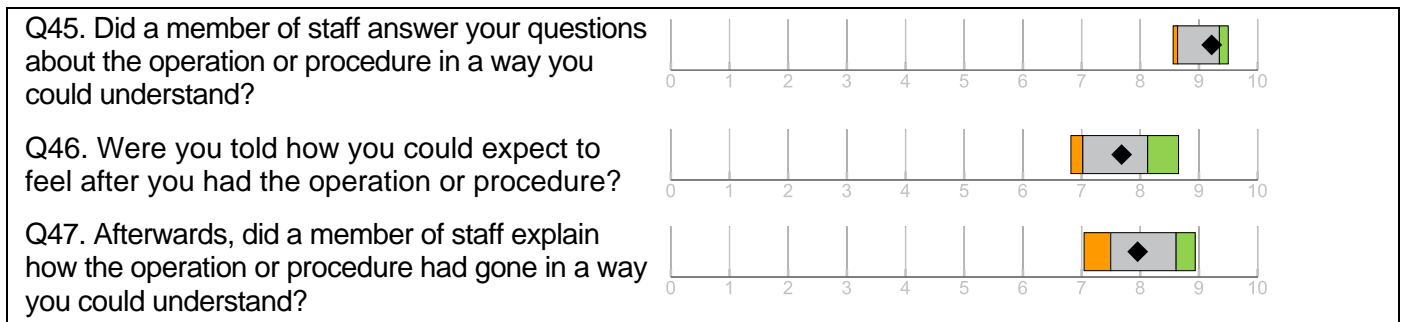 Q45. Did a member of staff answer your questions
about the operation or procedure in a way you
could understand?
0 1 2 3 4 5 6 7 8 9 10
Q46. Were you told how you could expect to
feel after you had the operation or procedure?
0 1 2 3 4 5 6 7 8 9 10
Q47. Afterwards, did a member of staff explain
how the operation or procedure had gone in a way
you could understand?
0 1 2 3 4 5 6 7 8 9 10